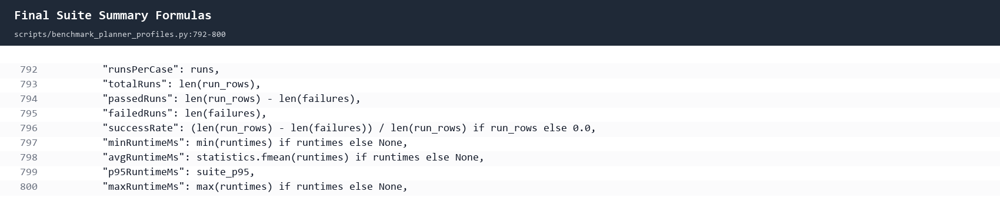 Final Suite Summary Formulas
scripts/benchmark_planner_profiles.py:792-800
792 "runsPerCase": runs,
793 "totalRuns": len(run_rows),
794 "passedRuns": len(run_rows) - len(failures),
795 "failedRuns": len(failures),
796 "successRate": (len(run_rows) - len(failures)) / len(run_rows) if run_rows else 0.0,
797 "minRuntimeMs": min(runtimes) if runtimes else None,
798 "avgRuntimeMs": statistics.fmean(runtimes) if runtimes else None,
799 "p95RuntimeMs": suite_p95,
800 "maxRuntimeMs": max(runtimes) if runtimes else None,